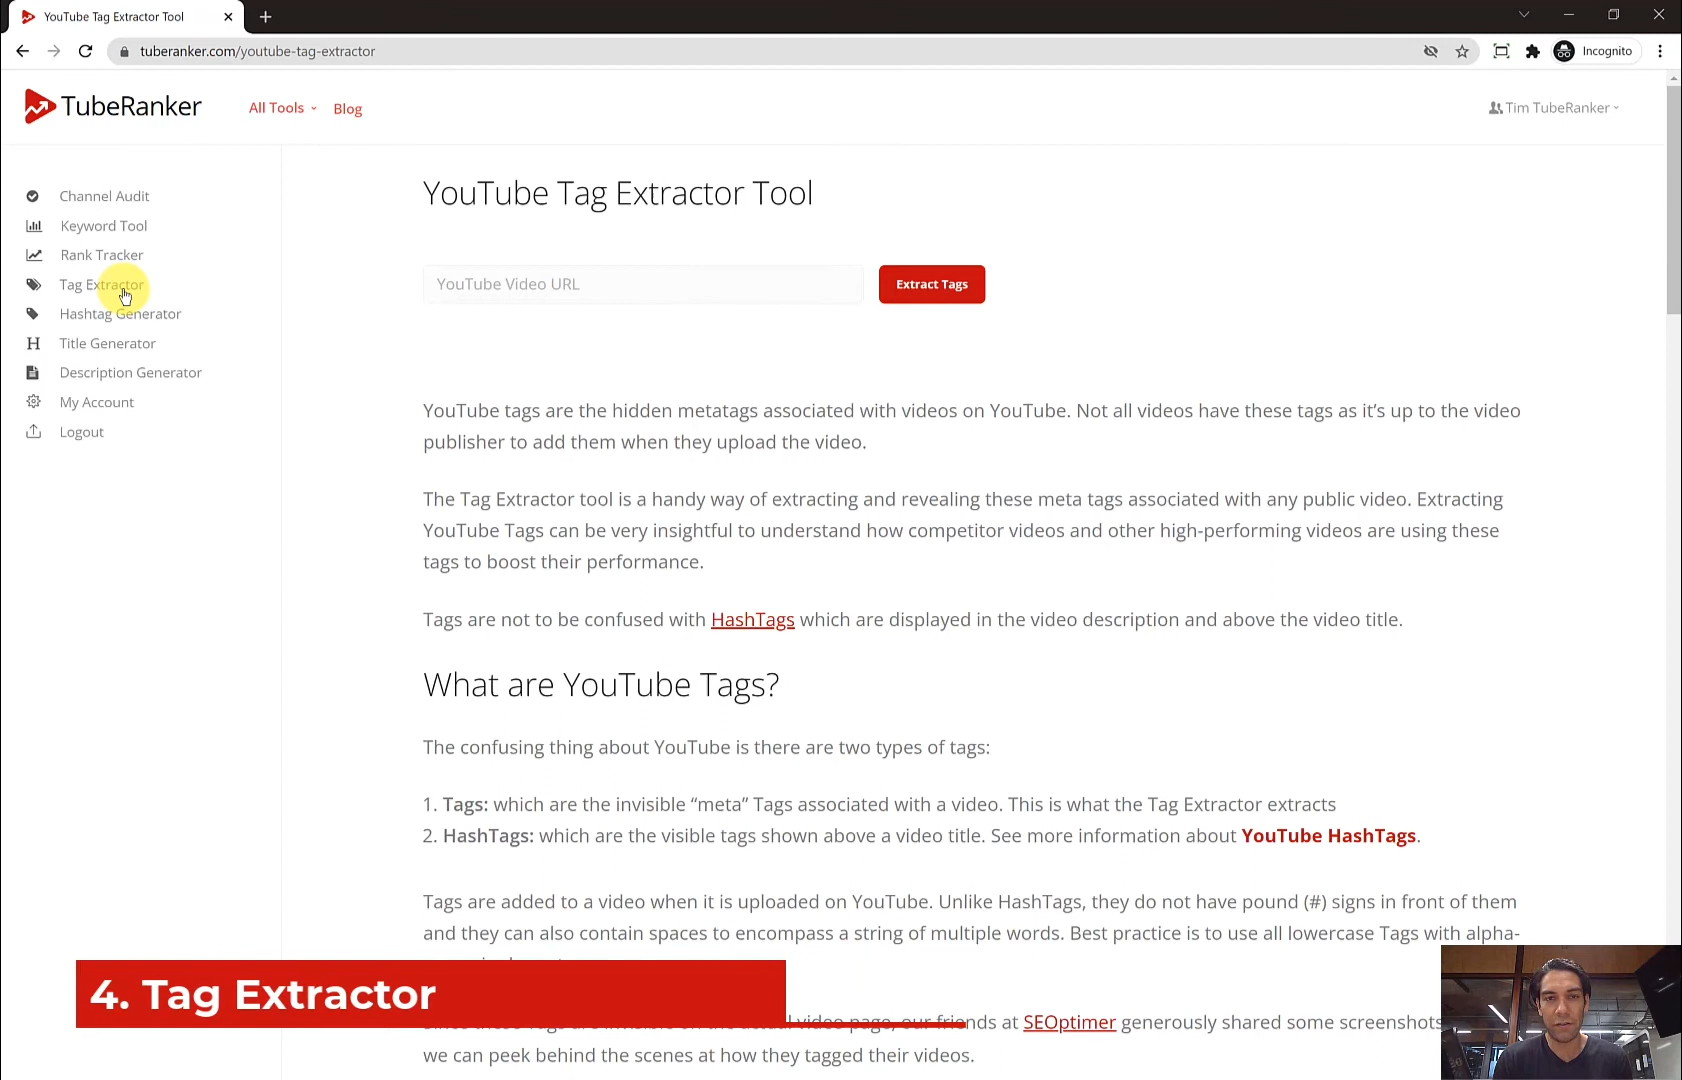 YouTube Tag Extractor Tool
tuberanker.com/youtube-tag-extractor
Incognito
TubeRanker
All Tools
Blog
Tim TubeRanker
Channel Audit
Keyword Tool
Rank Tracker
Tag Extractor
Hashtag Generator
Title Generator
Description Generator
My Account
Logout
YouTube Tag Extractor Tool
YouTube Video URL
Extract Tags
YouTube tags are the hidden metatags associated with videos on YouTube. Not all videos have these tags as it’s up to the video
publisher to add them when they upload the video.
The Tag Extractor tool is a handy way of extracting and revealing these meta tags associated with any public video. Extracting
YouTube Tags can be very insightful to understand how competitor videos and other high-performing videos are using these
tags to boost their performance.
Tags are not to be confused with HashTags which are displayed in the video description and above the video title.
What are YouTube Tags?
The confusing thing about YouTube is there are two types of tags:
1. Tags: which are the invisible “meta” Tags associated with a video. This is what the Tag Extractor extracts
2. HashTags: which are the visible tags shown above a video title. See more information about YouTube HashTags.
Tags are added to a video when it is uploaded on YouTube. Unlike HashTags, they do not have pound (#) signs in front of them
and they can also contain spaces to encompass a string of multiple words. Best practice is to use all lowercase Tags with alpha-
4. Tag Extractor
video page, our friends at SEOptimer generously shared some screenshots
we can peek behind the scenes at how they tagged their videos.